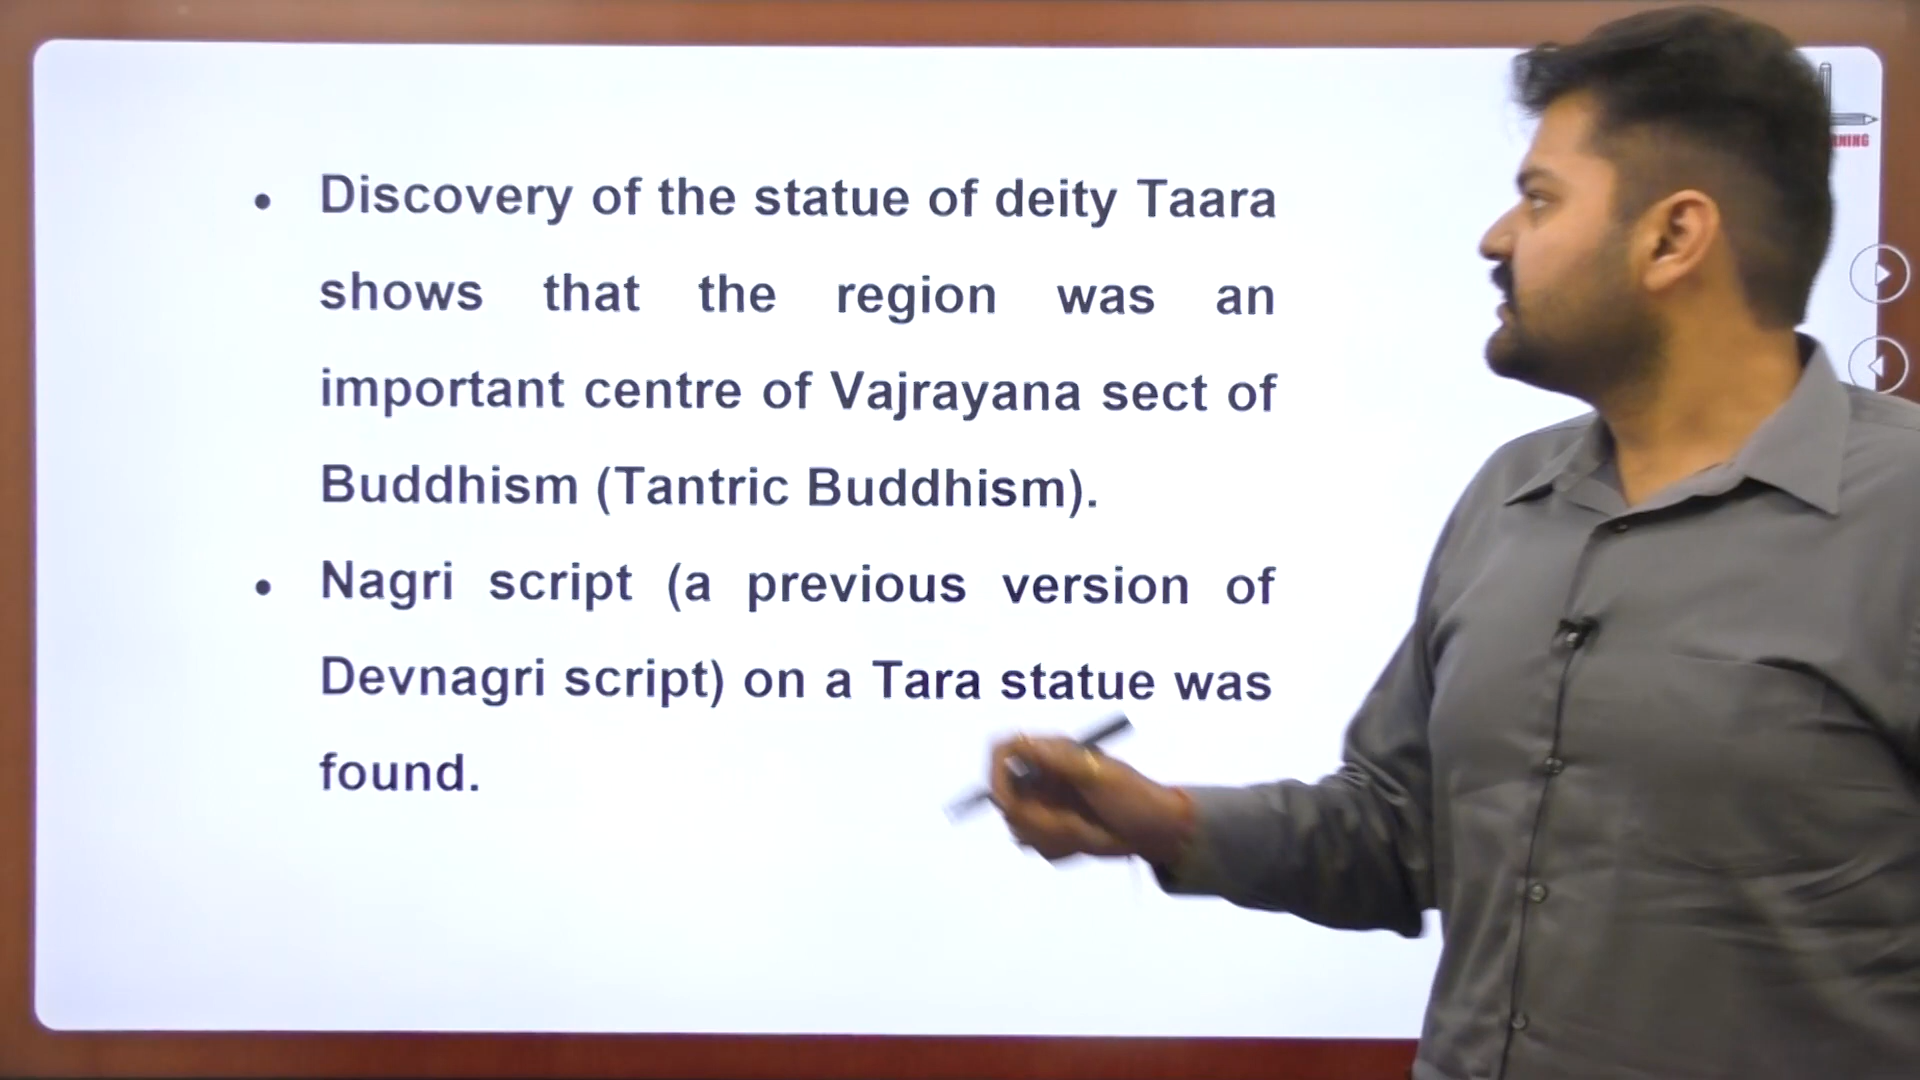 • Discovery of the statue of deity Taara
shows that the region was an
important centre of Vajrayana sect of
Buddhism (Tantric Buddhism).
• Nagri script (a previous version of
Devnagri script) on a Tara statue was
found.